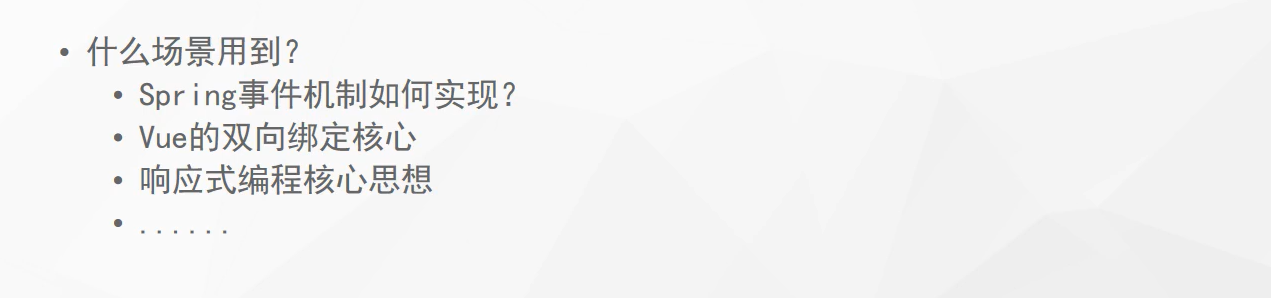 • 什么场景用到？
• Spring事件机制如何实现？
• Vue的双向绑定核心
• 响应式编程核心思想
• ......